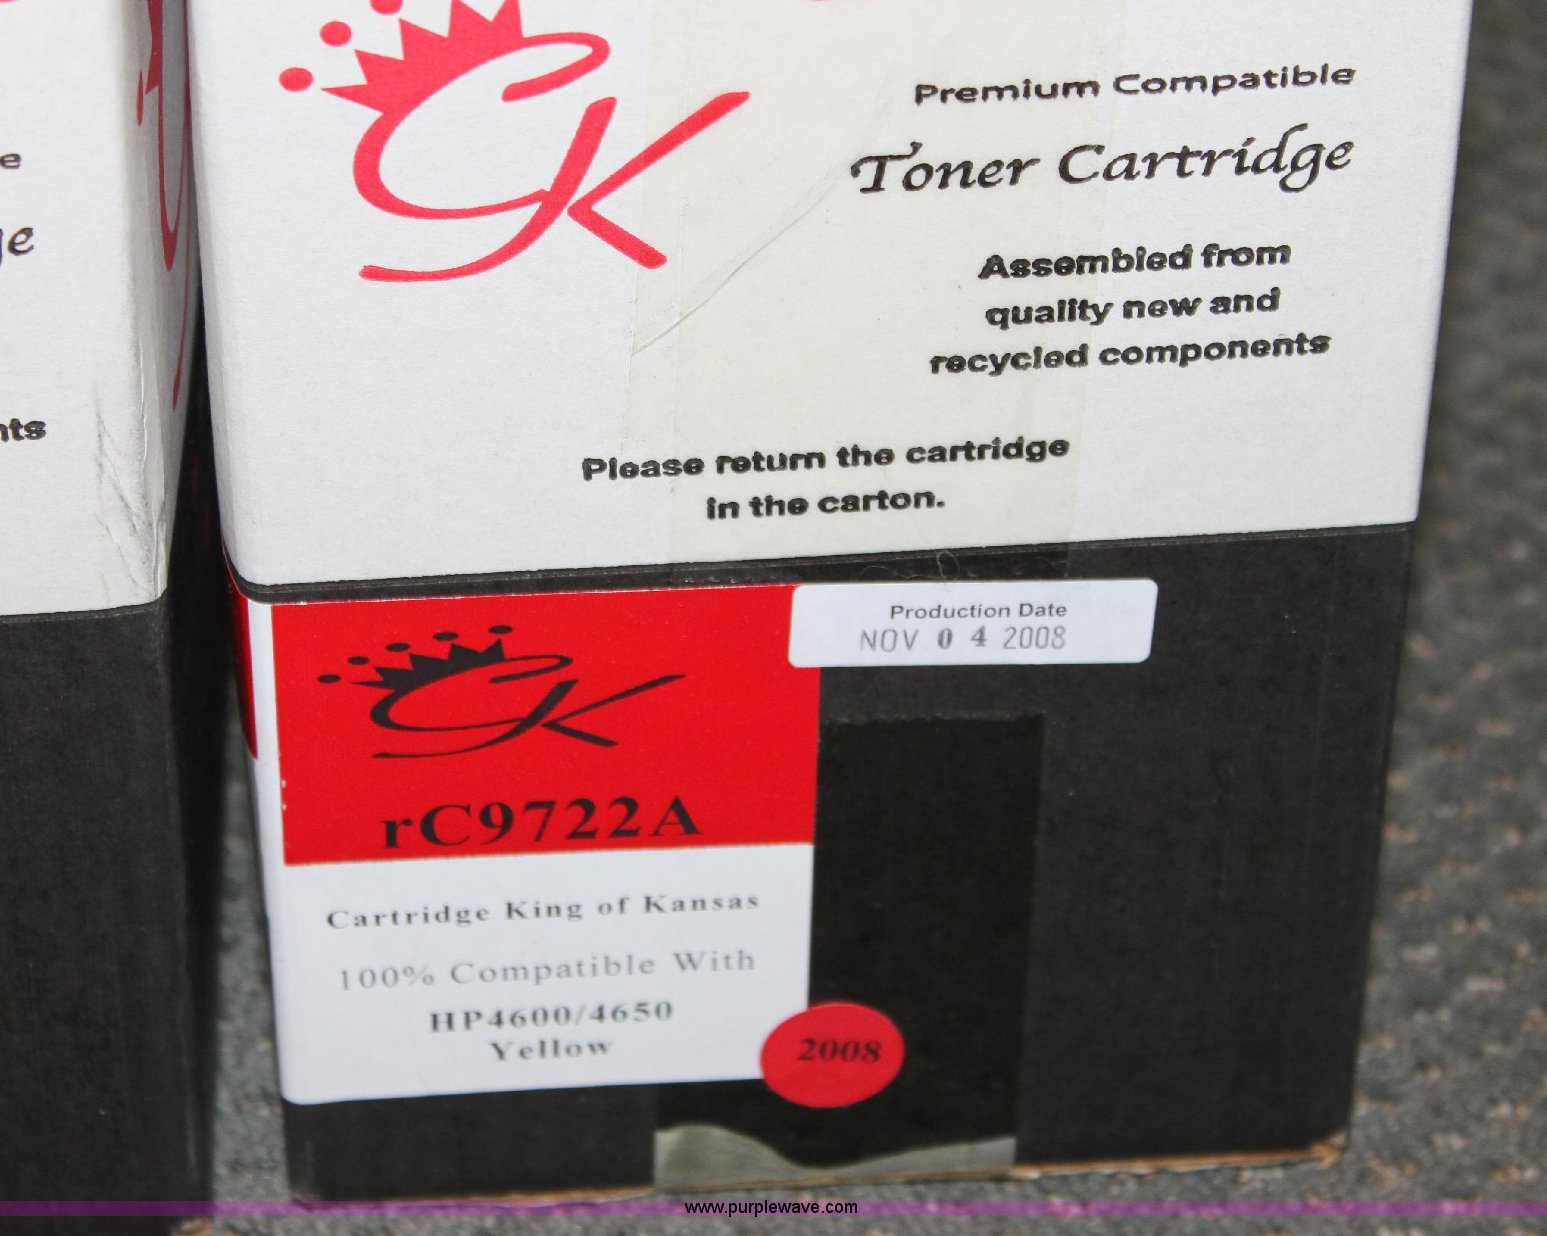 CK
Premium Compatible
Toner Cartridge
Assembled from
quality new and
recycled components
Please return the cartridge
in the carton.
Production Date
NOV 04 2008
CK
rC9722A
Cartridge King of Kansas
100% Compatible With
HP4600/4650
Yellow
2008
www.purplewave.com